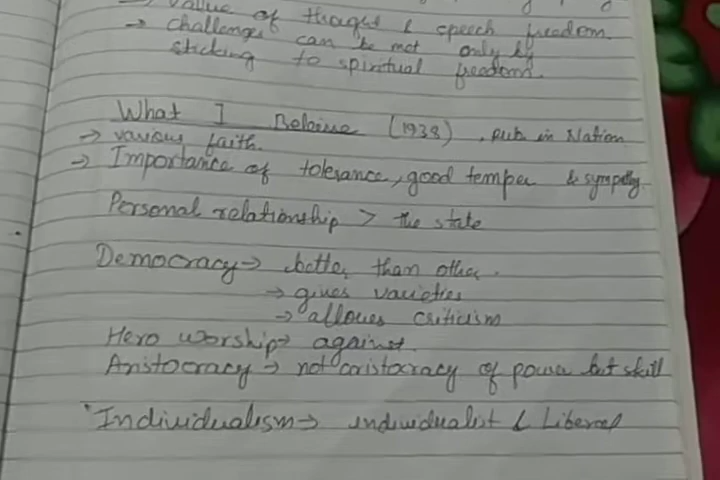 → value of thought & speech freedom.
→ challenges can be met only by
sticking to spiritual freedom.
What I Beleive (1938), pub in Nation
→ various faith.
→ Importance of tolerance, good temper & sympathy.
Personal relationship > the state
Democracy → better than other.
→ gives varieties
→ allows criticism
Hero worship → against.
Aristocracy → not aristocracy of power but skill
Individualism → individualist & Liberal